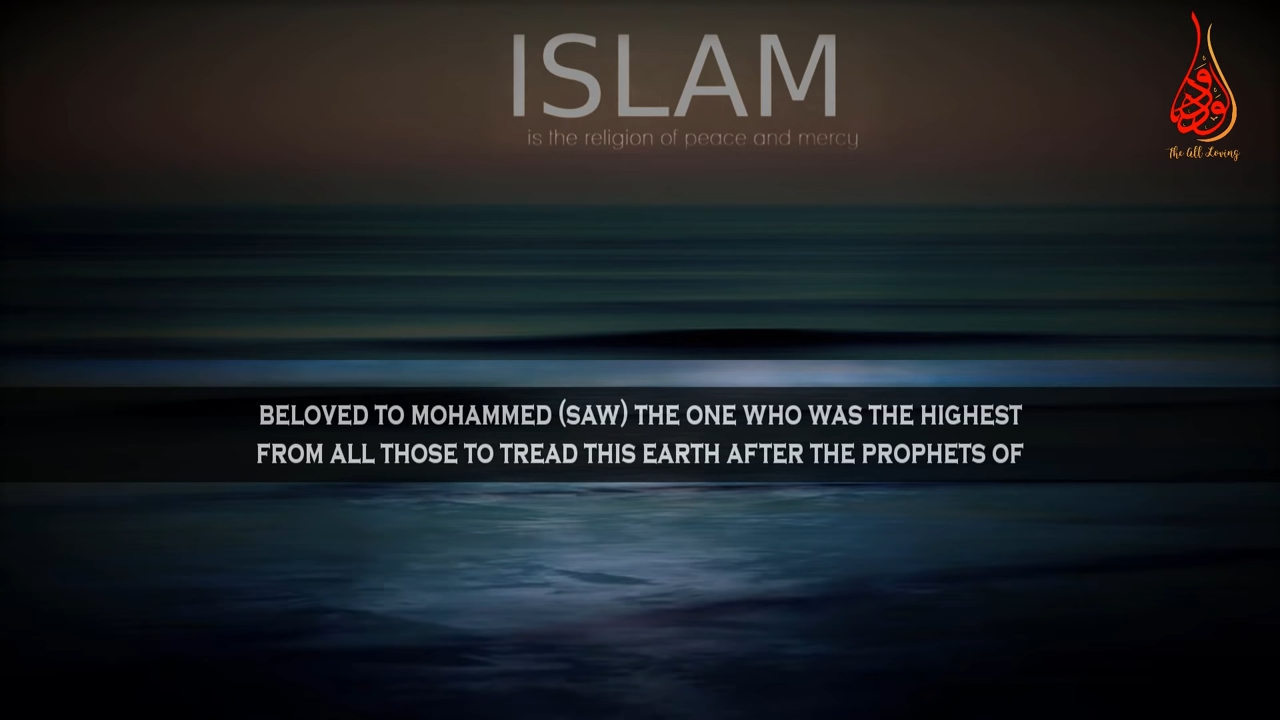 ISLAM
is the religion of peace and mercy
الودود
The All Loving
BELOVED TO MOHAMMED (SAW) THE ONE WHO WAS THE HIGHEST
FROM ALL THOSE TO TREAD THIS EARTH AFTER THE PROPHETS OF